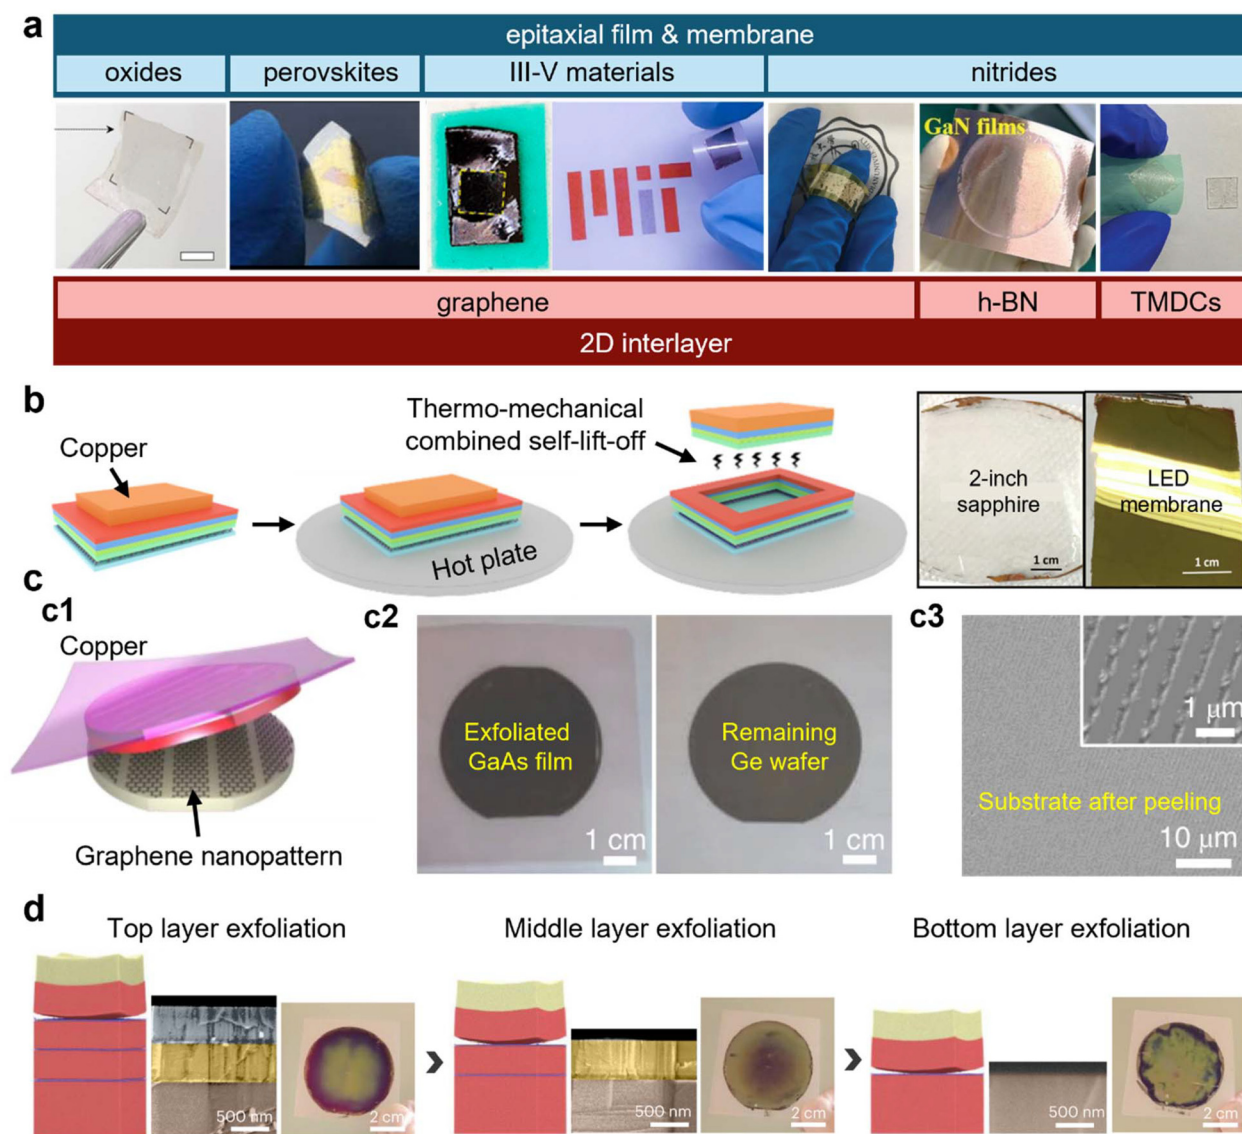 a
epitaxial film & membrane
oxides
perovskites
III-V materials
nitrides
GaN films
graphene
h-BN
TMDCs
2D interlayer
b
Copper
Thermo-mechanical
combined self-lift-off
Hot plate
2-inch
sapphire
1 cm
LED
membrane
1 cm
c
c1
Copper
Graphene nanopattern
c2
Exfoliated
GaAs film
1 cm
Remaining
Ge wafer
1 cm
c3
1 μm
Substrate after peeling
10 μm
d
Top layer exfoliation
500 nm
2 cm
Middle layer exfoliation
500 nm
2 cm
Bottom layer exfoliation
500 nm
2 cm